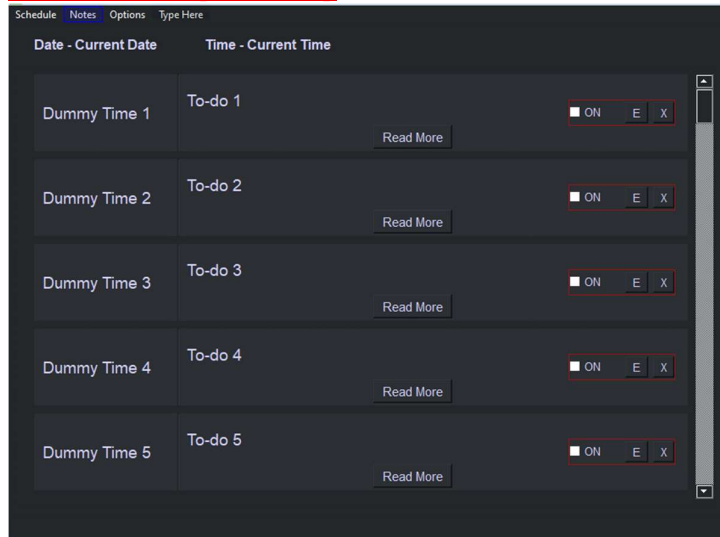 Schedule Notes Options Type Here
Date - Current Date Time - Current Time
Dummy Time 1 To-do 1 ON E X
Read More
Dummy Time 2 To-do 2 ON E X
Read More
Dummy Time 3 To-do 3 ON E X
Read More
Dummy Time 4 To-do 4 ON E X
Read More
Dummy Time 5 To-do 5 ON E X
Read More